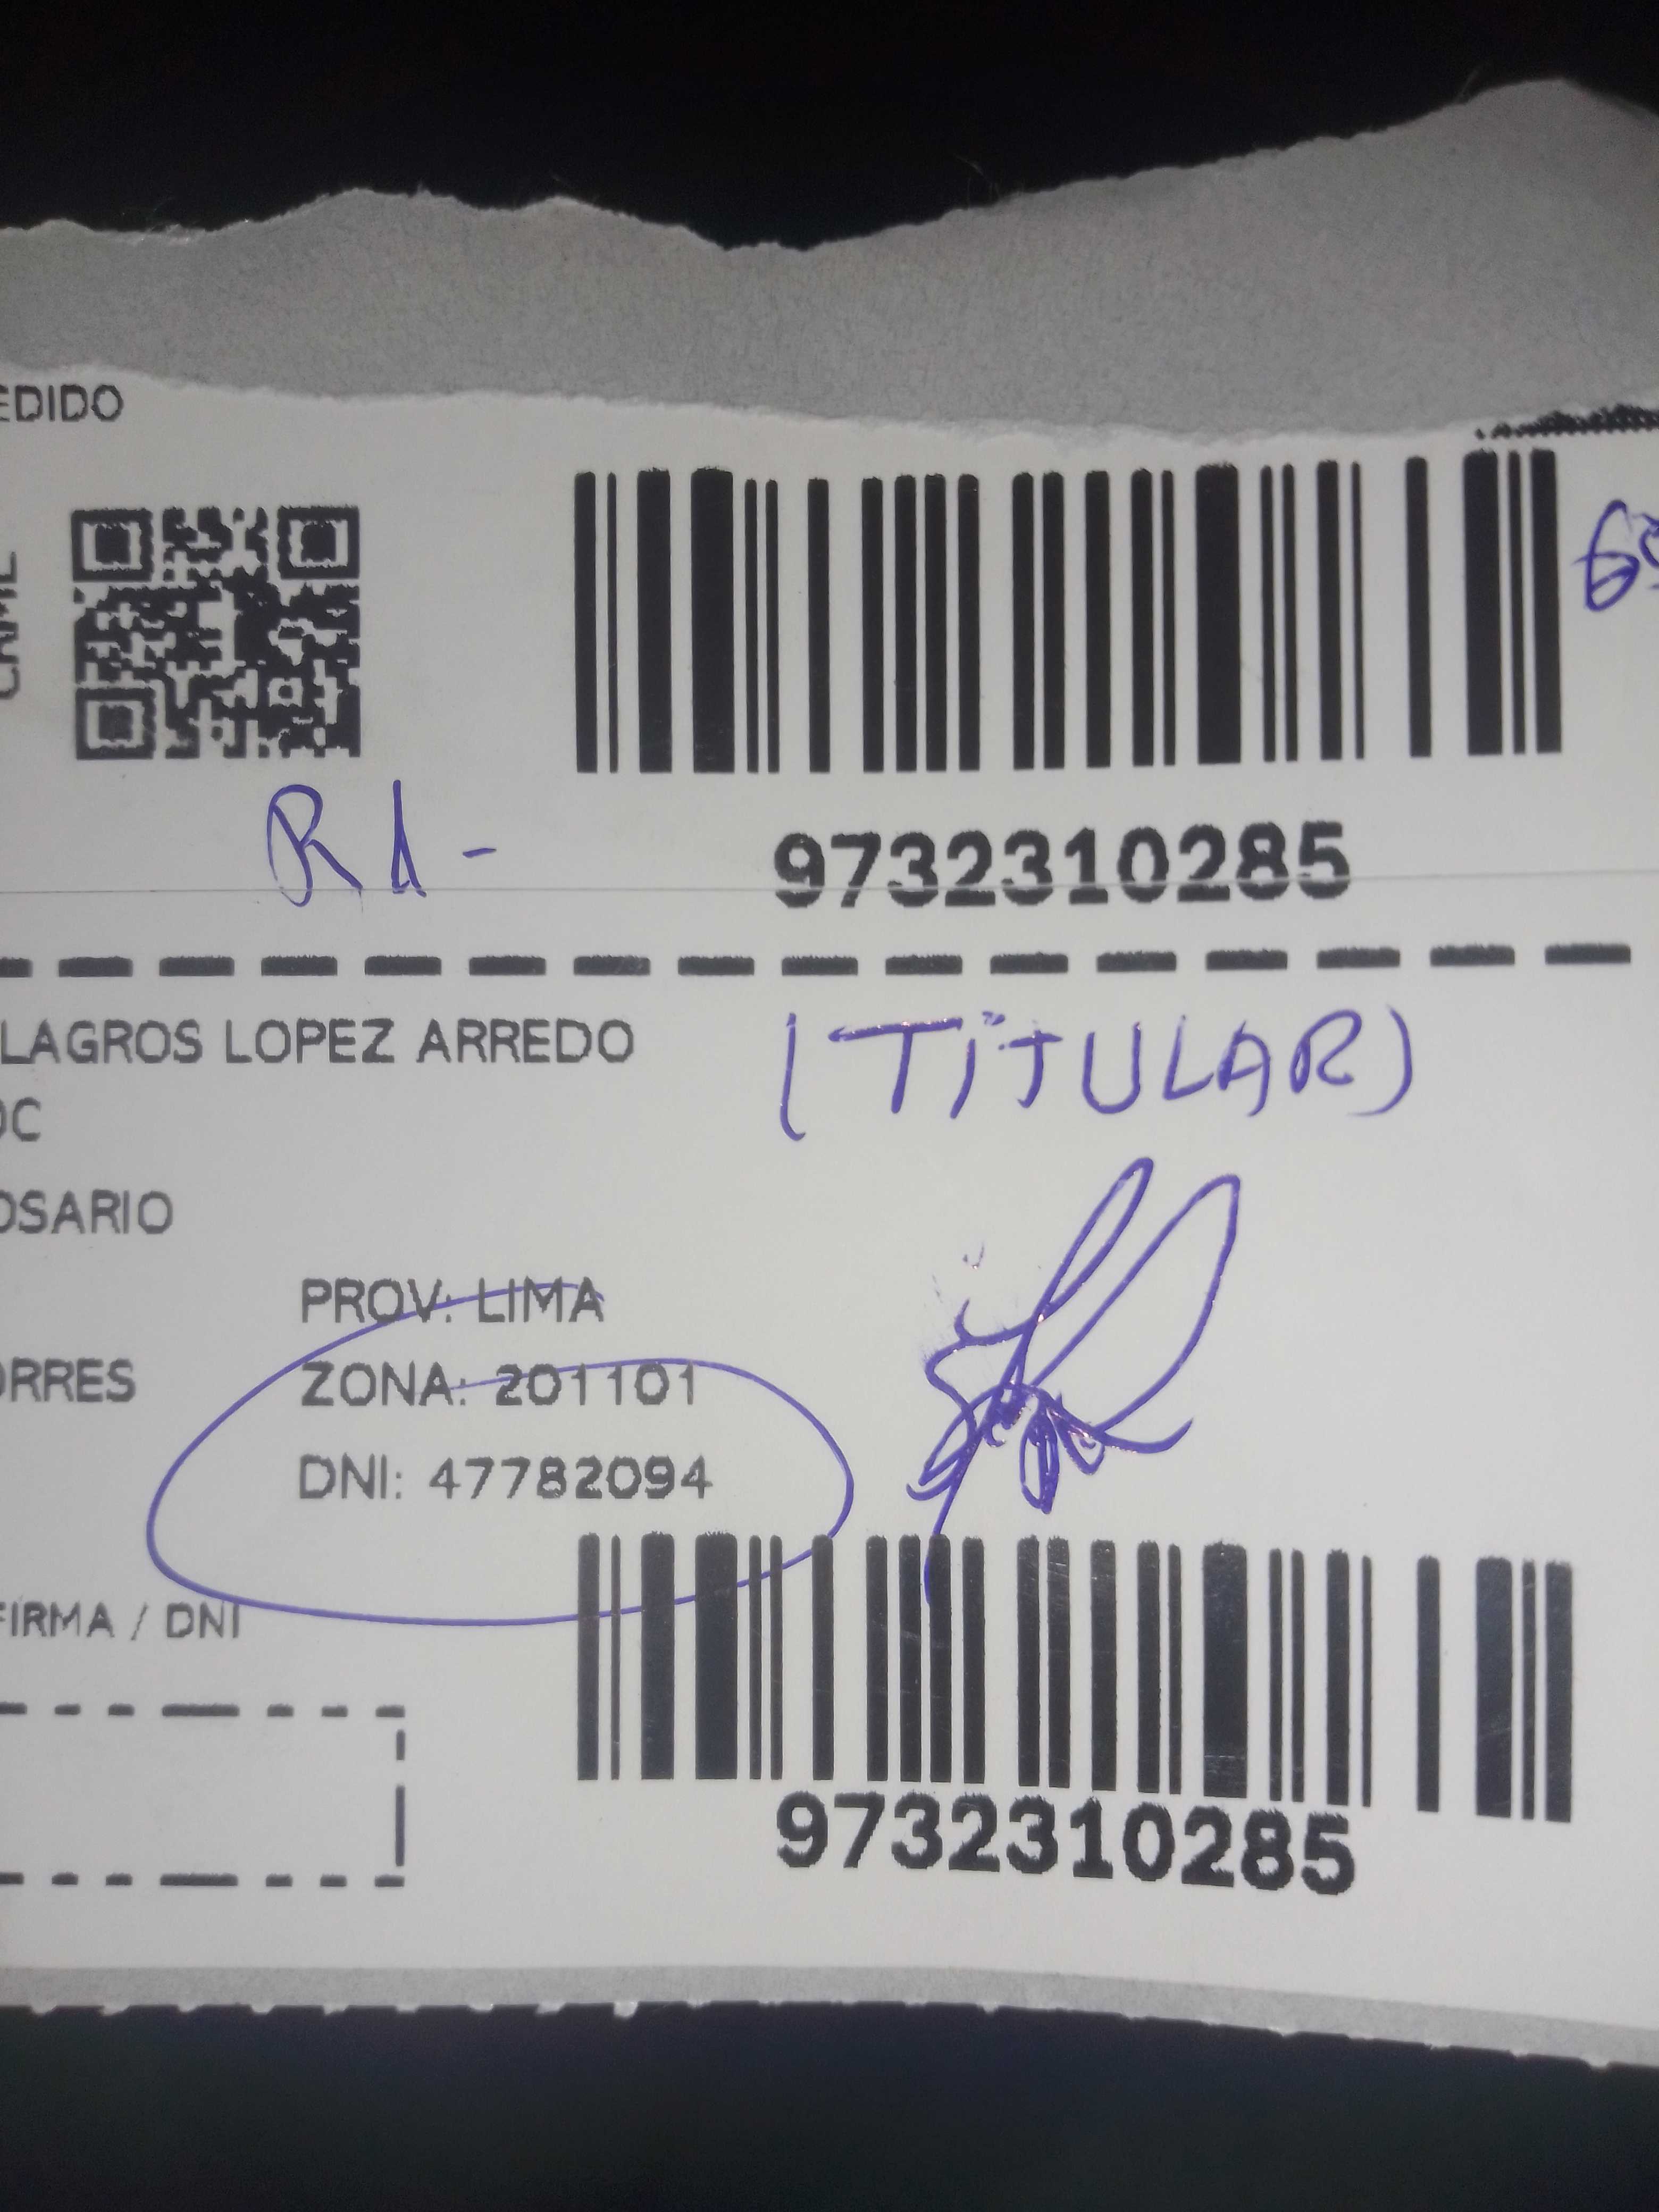 EDIDO
R1-
9732310285
LAGROS LOPEZ ARREDO (TITULAR)
OC
OSARIO
PROV: LIMA
ORRES ZONA: 201101
DNI: 47782094
FIRMA / DNI
9732310285